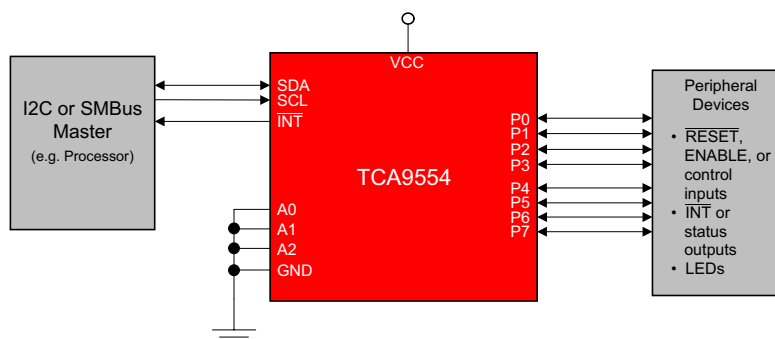 VCC
I2C or SMBus
Master
(e.g. Processor)
SDA
SCL
INT
A0
A1
A2
GND
TCA9554
P0
P1
P2
P3
P4
P5
P6
P7
Peripheral
Devices
• RESET,
ENABLE, or
control
inputs
• INT or
status
outputs
• LEDs